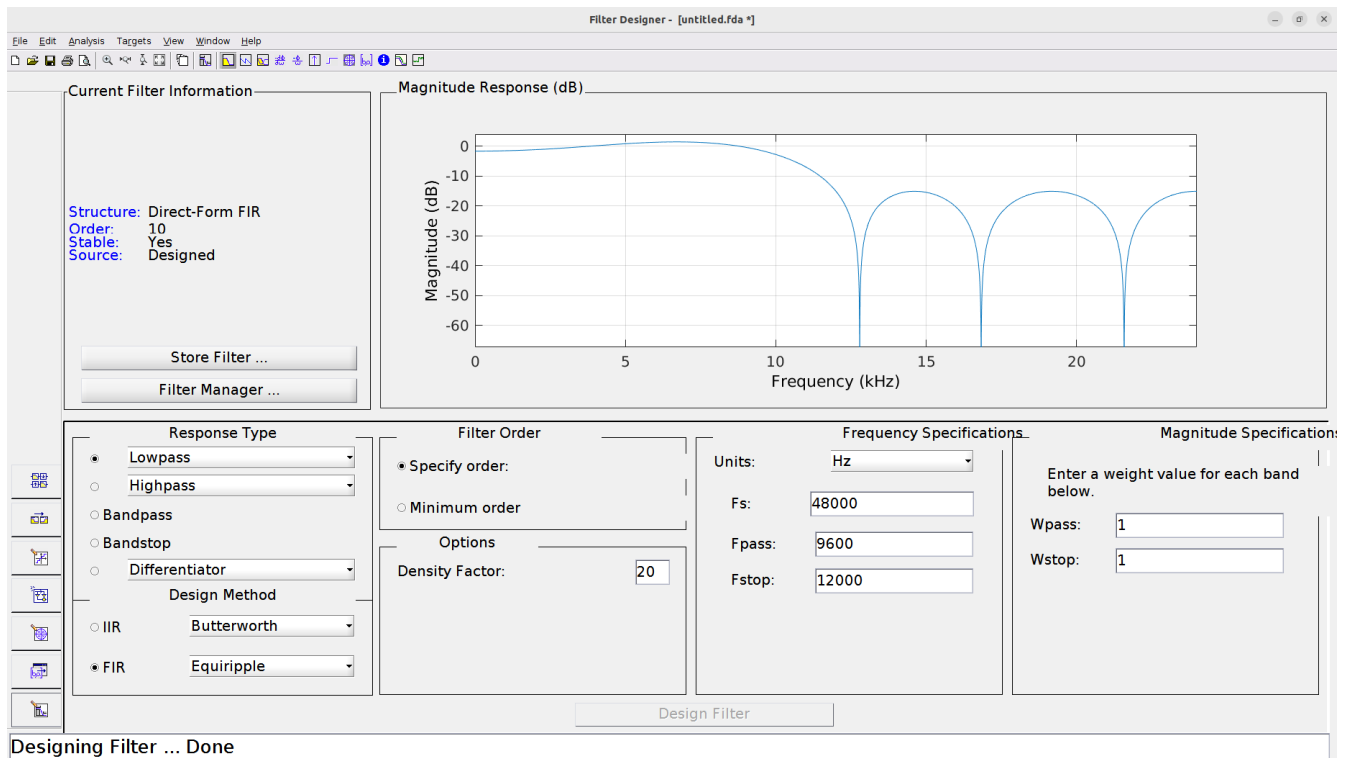 Filter Designer - [untitled.fda *]
File Edit Analysis Targets View Window Help
Current Filter Information
Structure: Direct-Form FIR
Order: 10
Stable: Yes
Source: Designed
Store Filter ...
Filter Manager ...
Magnitude Response (dB)
Magnitude (dB)
0
-10
-20
-30
-40
-50
-60
0 5 10 15 20
Frequency (kHz)
Response Type
Lowpass
Highpass
Bandpass
Bandstop
Differentiator
Design Method
IIR Butterworth
FIR Equiripple
Filter Order
Specify order:
Minimum order
Options
Density Factor: 20
Frequency Specifications
Units: Hz
Fs: 48000
Fpass: 9600
Fstop: 12000
Magnitude Specifications
Enter a weight value for each band
below.
Wpass: 1
Wstop: 1
Design Filter
Designing Filter ... Done